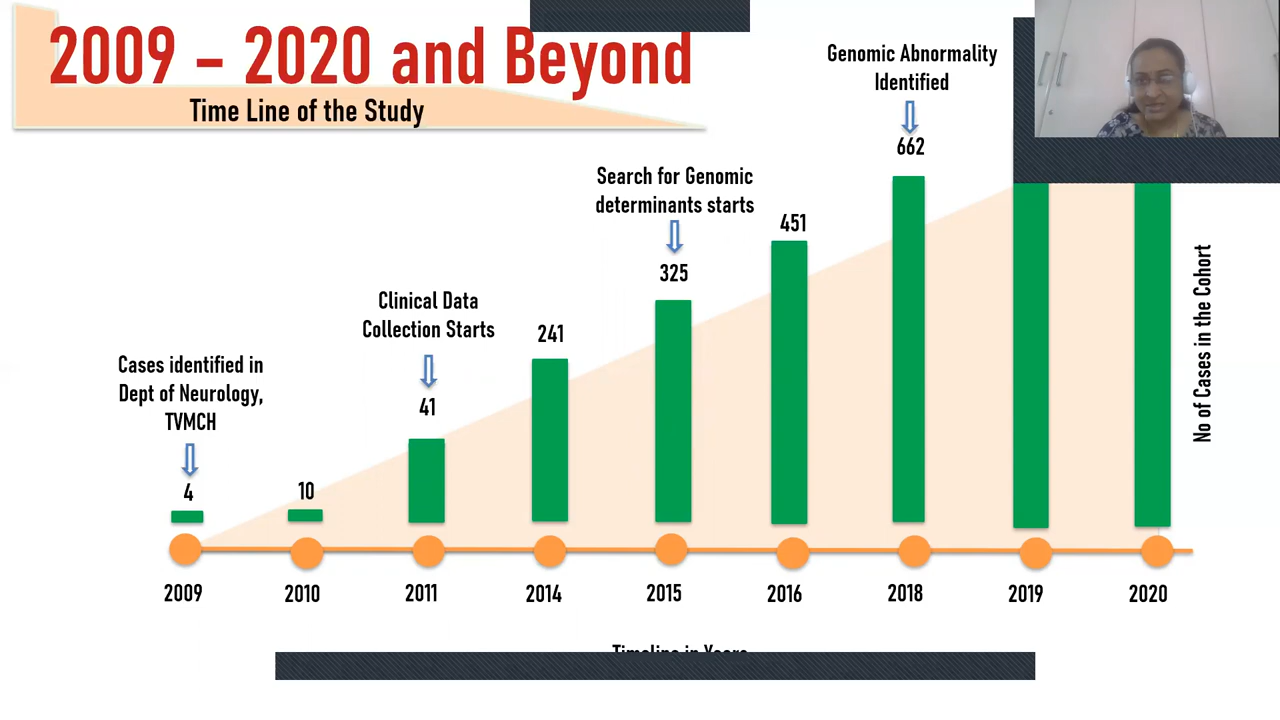 2009 – 2020 and Beyond
Time Line of the Study
Genomic Abnormality
Identified
662
Search for Genomic
determinants starts
325
451
Clinical Data
Collection Starts
41
241
Cases identified in
Dept of Neurology,
TVMCH
4
10
No of Cases in the Cohort
2009 2010 2011 2014 2015 2016 2018 2019 2020
Timeline in Years